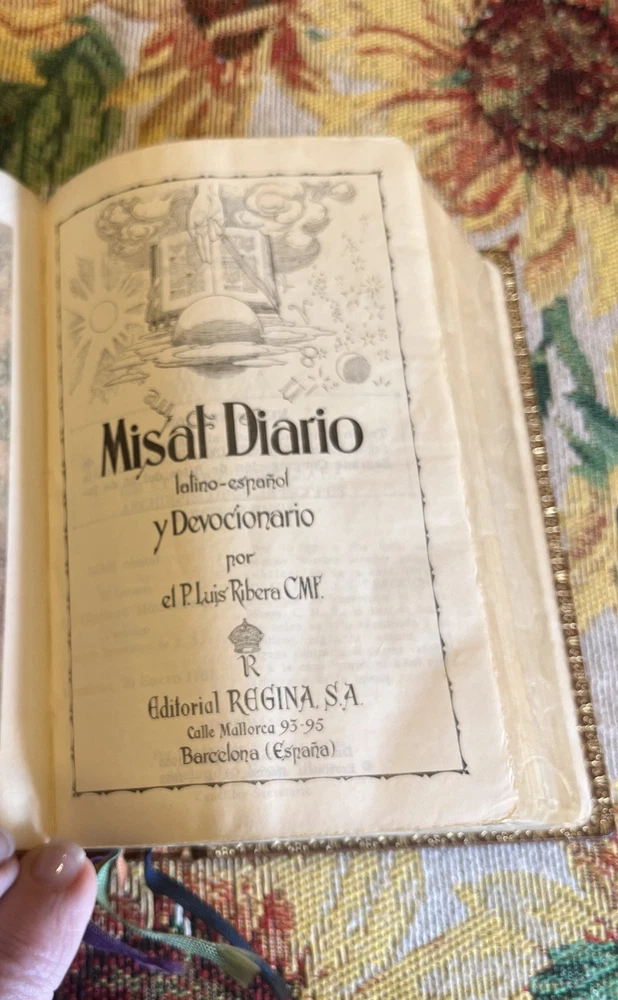 Misal Diario
latino-español
y Devocionario
por
el P. Luis Ribera CMF.
R
Editorial REGINA, S.A.
Calle Mallorca 93-95
Barcelona (España)